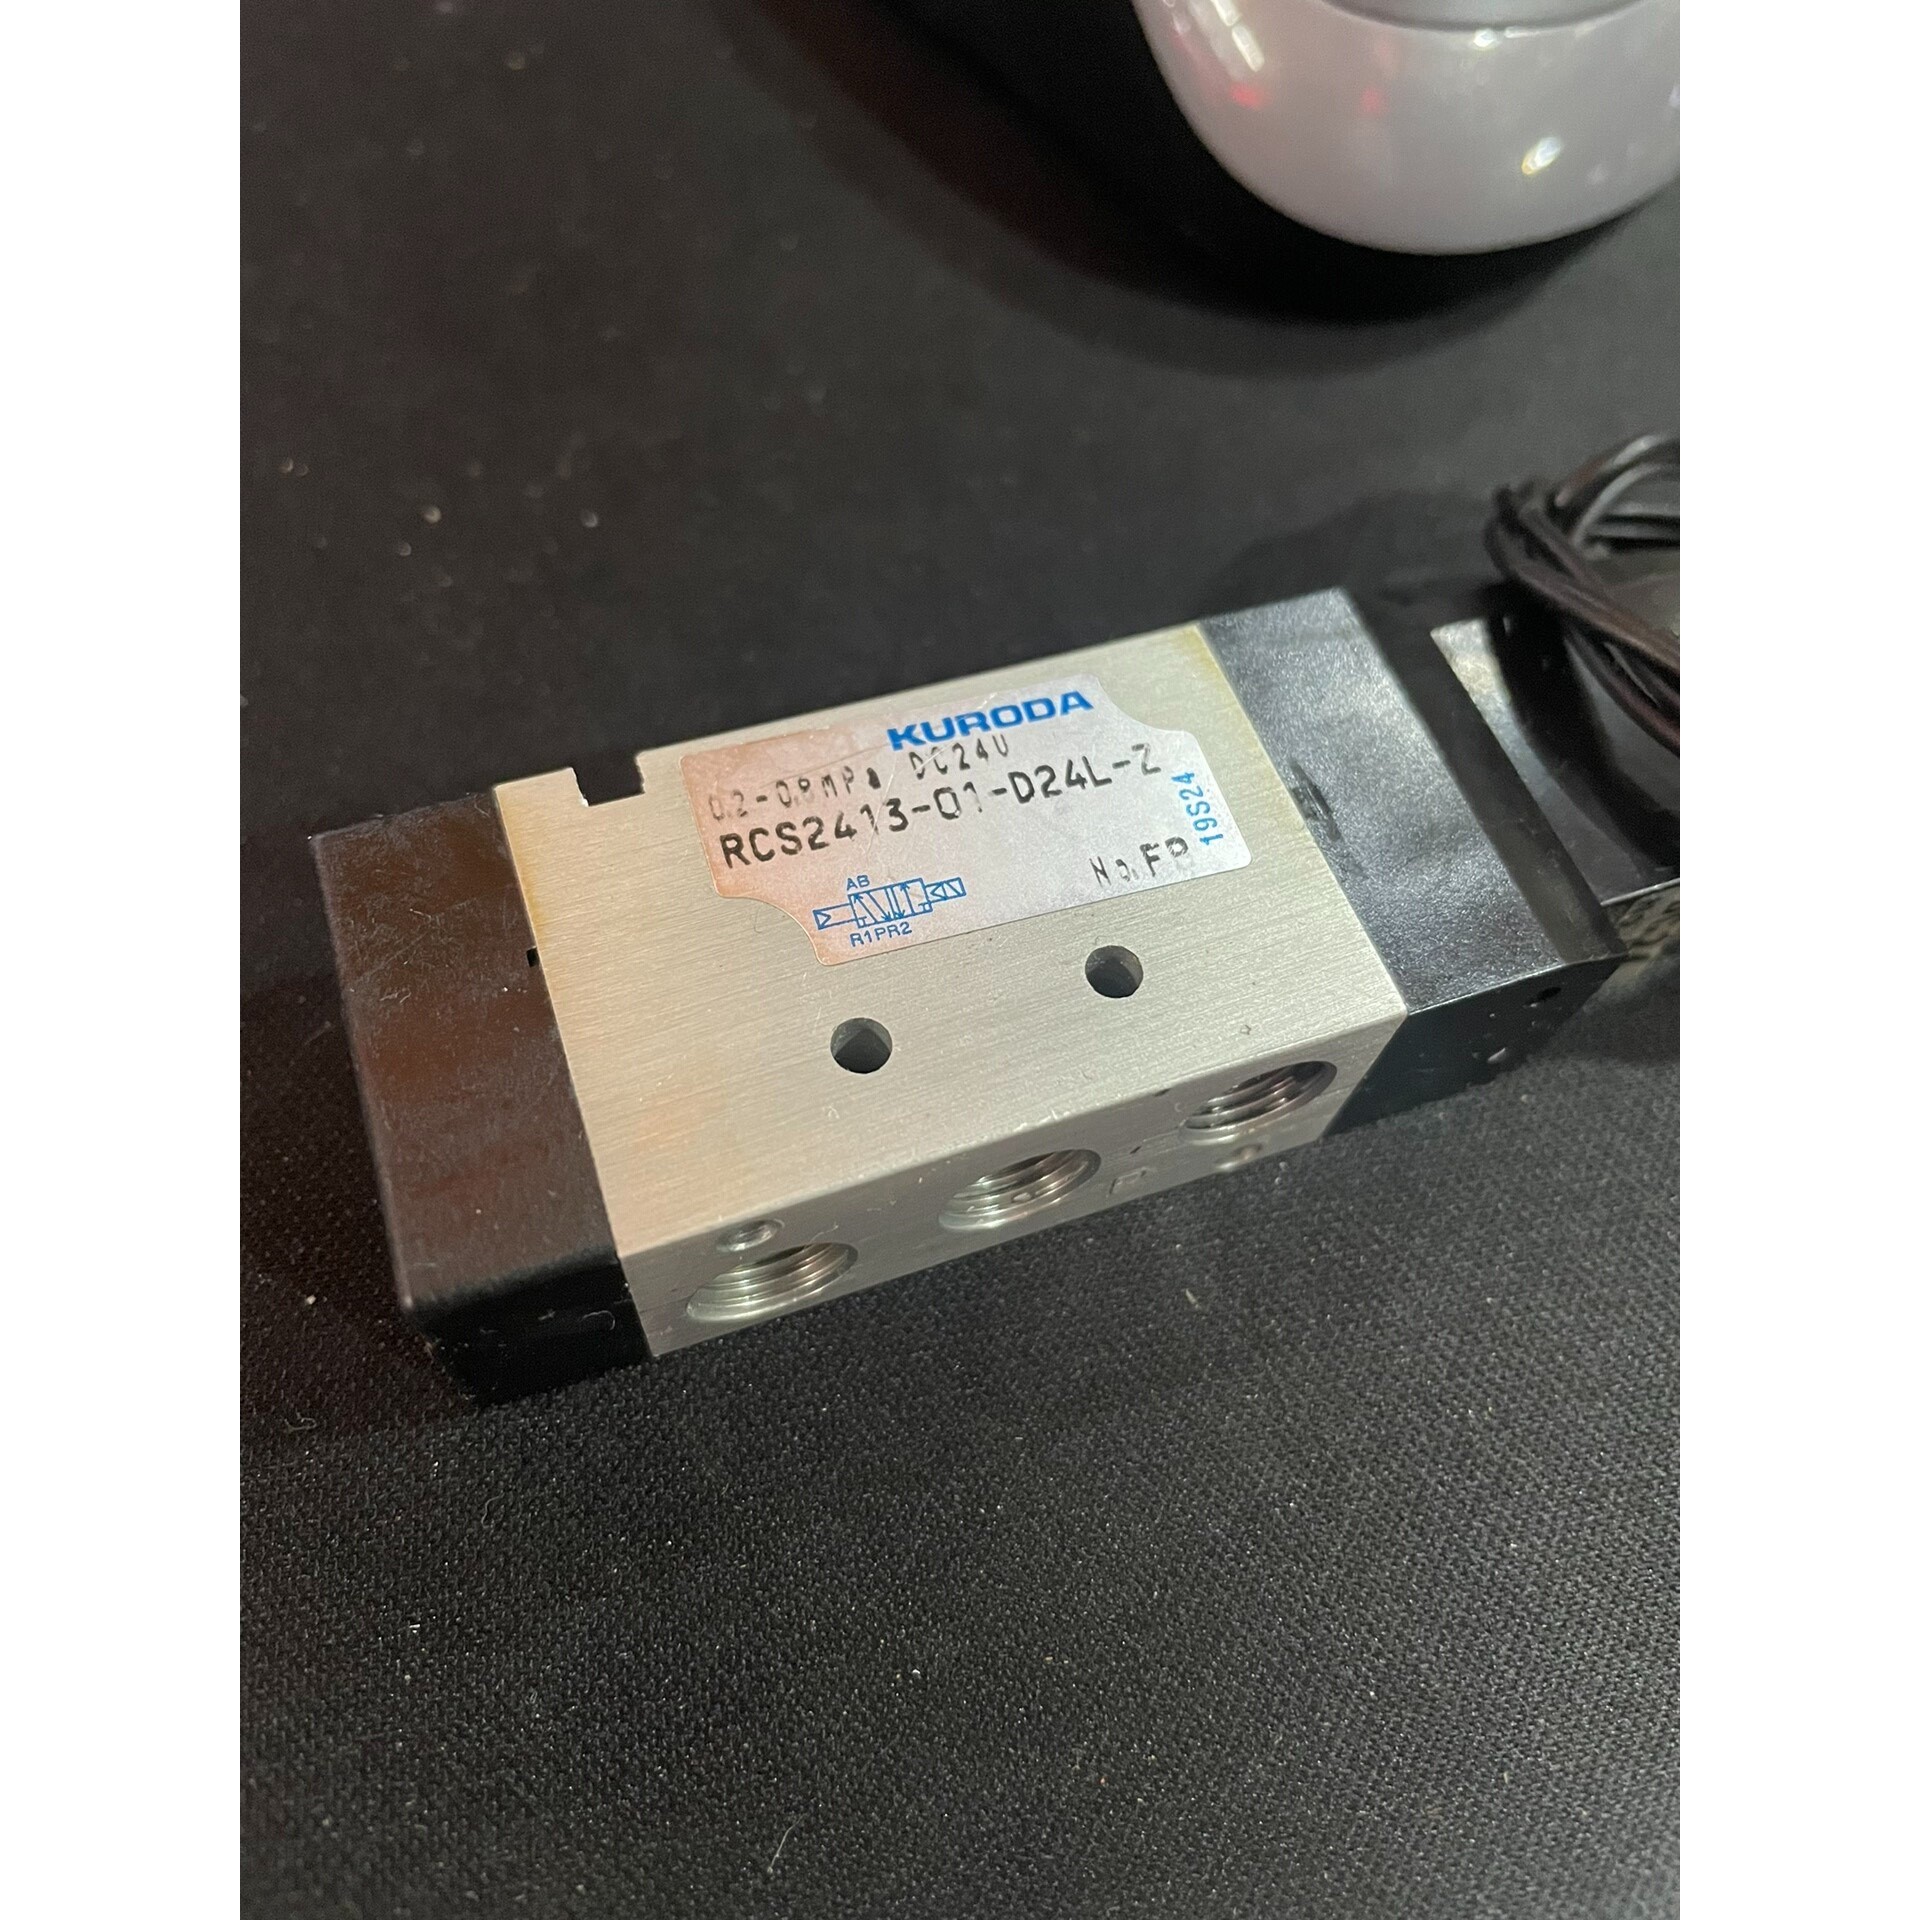 KURODA
0.2-0.8MPa DC24V
RCS2413-01-D24L-Z
No.FP
19S24
AB
R1PR2